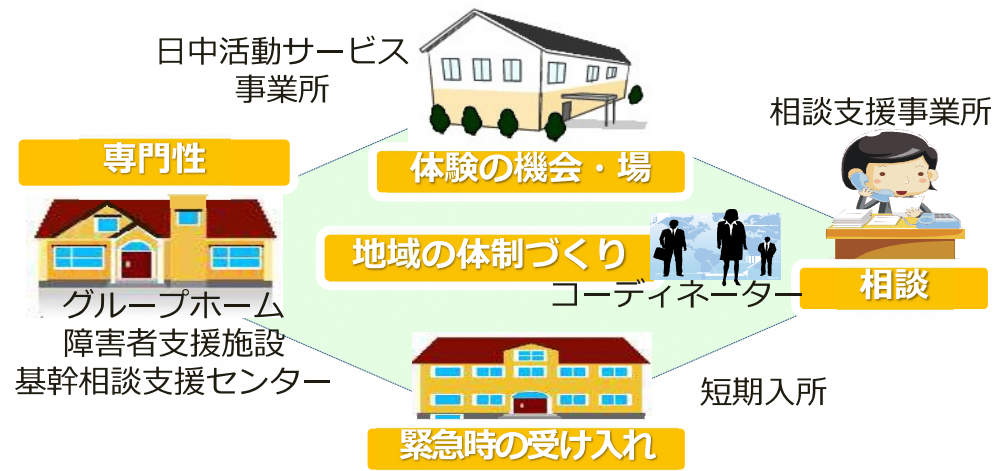 日中活動サービス
事業所
体験の機会・場
相談支援事業所
相談
専門性
グループホーム
障害者支援施設
基幹相談支援センター
地域の体制づくり
コーディネーター
緊急時の受け入れ
短期入所